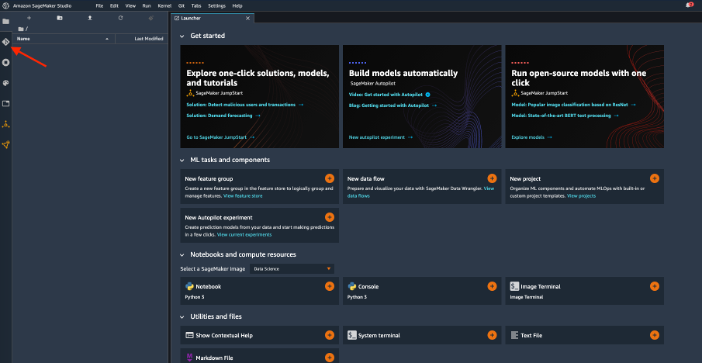 Amazon SageMaker Studio File Edit View Run Kernel Git Tabs Settings Help
Launcher
/
Name Last Modified
Get started
Explore one-click solutions, models, and tutorials
SageMaker JumpStart
Solution: Detect malicious users and transactions →
Solution: Demand forecasting →
Go to SageMaker JumpStart →
Build models automatically
SageMaker Autopilot
Video: Get started with Autopilot
Blog: Getting started with Autopilot →
New autopilot experiment →
Run open-source models with one click
SageMaker JumpStart
Model: Popular image classification based on ResNet →
Model: State-of-the-art BERT text processing →
Explore models →
ML tasks and components
New feature group
Create a new feature group in the feature store to logically group and manage features. View feature store
New data flow
Prepare and visualize your data with SageMaker Data Wrangler. View data flows
New project
Organize ML components and automate MLOps with built-in or custom project templates. View projects
New Autopilot experiment
Create prediction models from your data and start making predictions in a few clicks. View current experiments
Notebooks and compute resources
Select a SageMaker image Data Science
Notebook
Python 3
Console
Python 3
Image Terminal
Image Terminal
Utilities and files
Show Contextual Help
System terminal
Text File
Markdown File